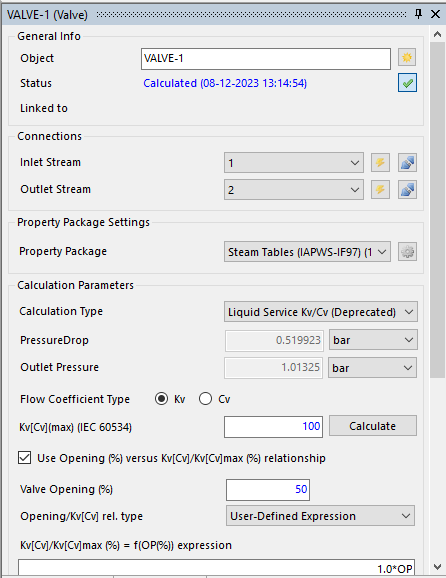 VALVE-1 (Valve)
General Info
Object VALVE-1
Status Calculated (08-12-2023 13:14:54)
Linked to
Connections
Inlet Stream 1
Outlet Stream 2
Property Package Settings
Property Package Steam Tables (IAPWS-IF97) (1
Calculation Parameters
Calculation Type Liquid Service Kv/Cv (Deprecated)
PressureDrop 0.519923 bar
Outlet Pressure 1.01325 bar
Flow Coefficient Type Kv Cv
Kv[Cv](max) (IEC 60534) 100 Calculate
Use Opening (%) versus Kv[Cv]/Kv[Cv]max (%) relationship
Valve Opening (%) 50
Opening/Kv[Cv] rel. type User-Defined Expression
Kv[Cv]/Kv[Cv]max (%) = f(OP(%)) expression
1.0*OP